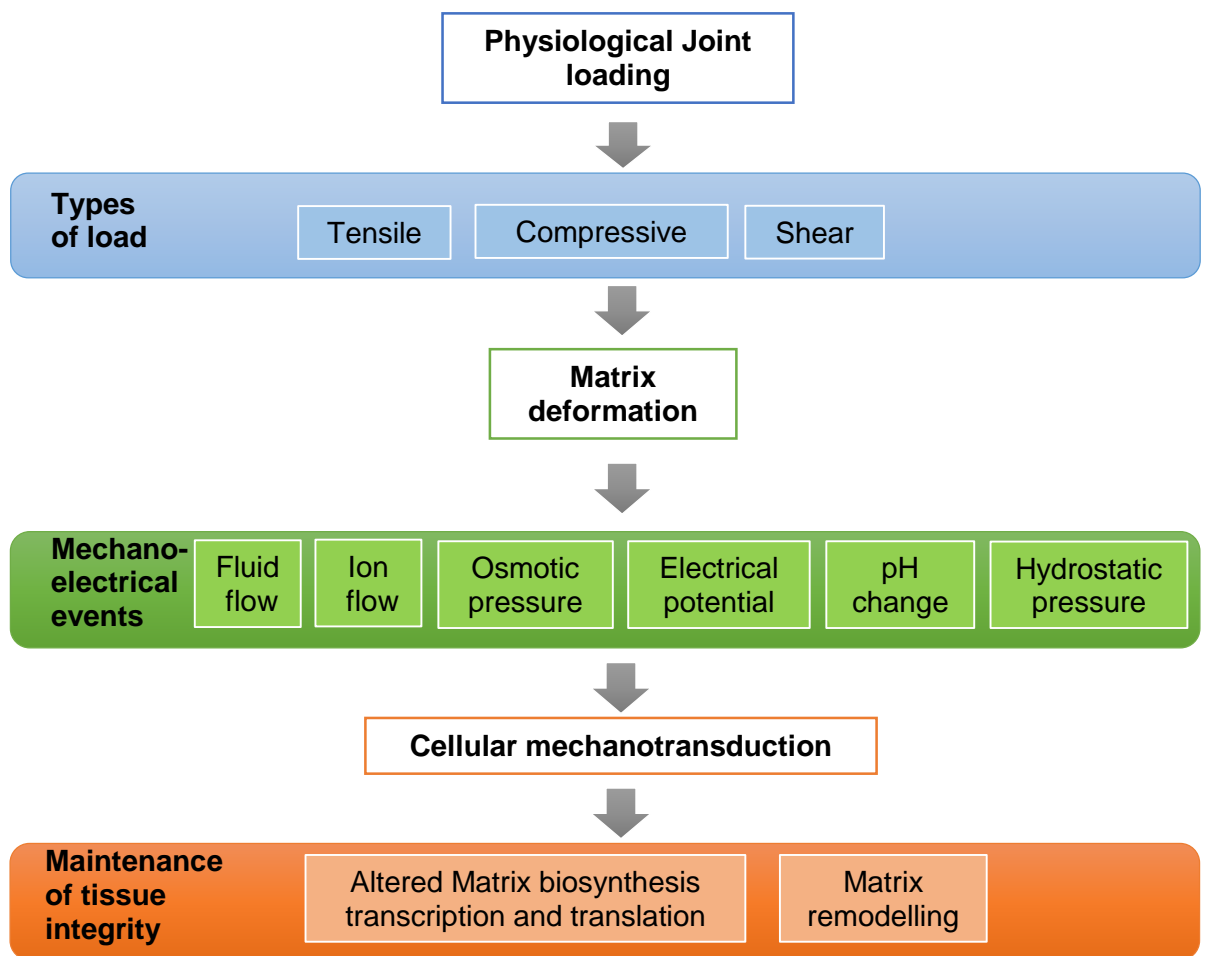 Physiological Joint
loading
Types
of load
Tensile
Compressive
Shear
Matrix
deformation
Mechano-
electrical
events
Fluid
flow
Ion
flow
Osmotic
pressure
Electrical
potential
pH
change
Hydrostatic
pressure
Cellular mechanotransduction
Maintenance
of tissue
integrity
Altered Matrix biosynthesis
transcription and translation
Matrix
remodelling